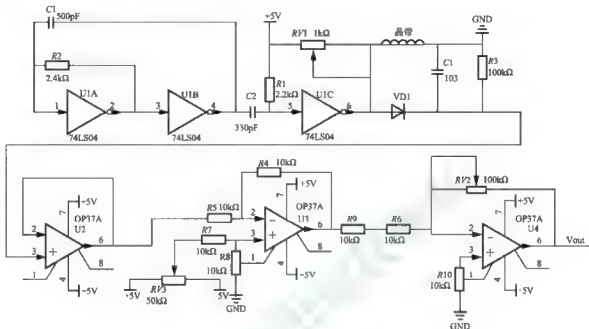 C1
500pF
R2
2.4kΩ
1
U1A
2
74LS04
3
U1B
4
74LS04
C2
330pF
+5V
R1
2.2kΩ
RV1
1kΩ
5
U1C
6
74LS04
晶带
C1
103
VD1
GND
R3
100kΩ
+5V
7
OP37A
U2
2
3
6
1
4
8
-5V
R5
10kΩ
R4
10kΩ
R7
10kΩ
R8
10kΩ
GND
RV3
50kΩ
+5V
5V
+5V
7
OP37A
U3
2
3
6
1
4
8
-5V
R9
10kΩ
R6
10kΩ
RV2
100kΩ
+5V
7
OP37A
U4
2
3
6
1
4
8
-5V
R10
10kΩ
GND
Vout